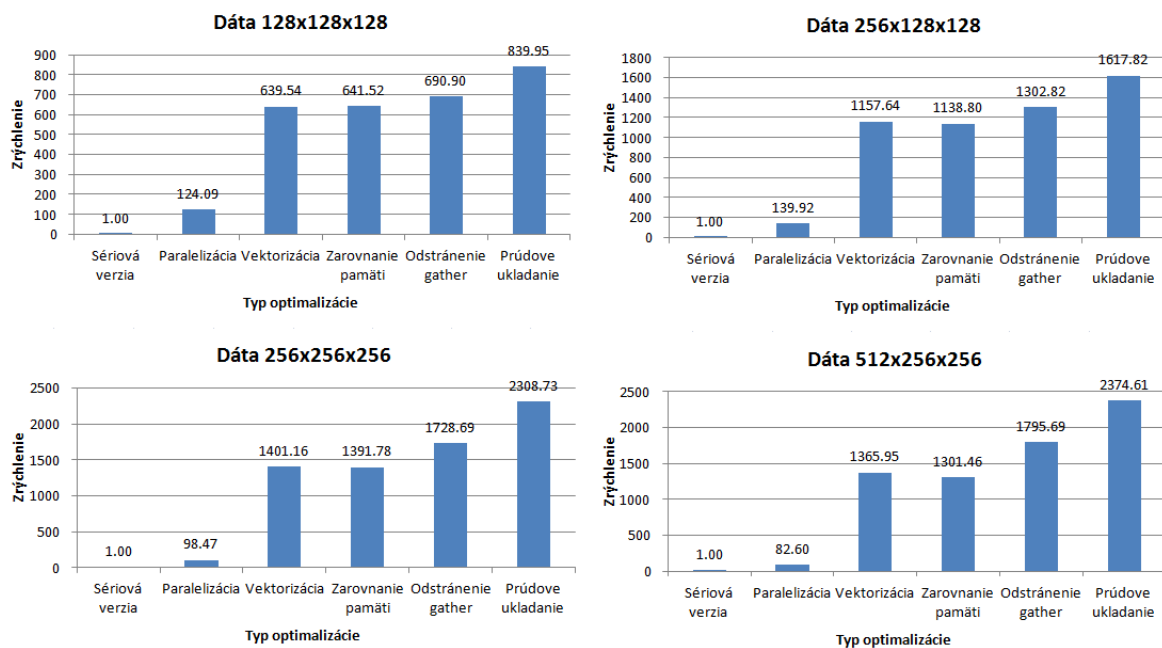 Dáta 128x128x128
Zrýchlenie
900
800
700
600
500
400
300
200
100
0
1.00
124.09
639.54
641.52
690.90
839.95
Sériová
verzia
Paralelizácia
Vektorizácia
Zarovnanie
pamäti
Odstránenie
gather
Prúdove
ukladanie
Typ optimalizácie
Dáta 256x128x128
Zrýchlenie
1800
1600
1400
1200
1000
800
600
400
200
0
1.00
139.92
1157.64
1138.80
1302.82
1617.82
Sériová
verzia
Paralelizácia
Vektorizácia
Zarovnanie
pamäti
Odstránenie
gather
Prúdove
ukladanie
Typ optimalizácie
Dáta 256x256x256
Zrýchlenie
2500
2000
1500
1000
500
0
1.00
98.47
1401.16
1391.78
1728.69
2308.73
Sériová
verzia
Paralelizácia
Vektorizácia
Zarovnanie
pamäti
Odstránenie
gather
Prúdove
ukladanie
Typ optimalizácie
Dáta 512x256x256
Zrýchlenie
2500
2000
1500
1000
500
0
1.00
82.60
1365.95
1301.46
1795.69
2374.61
Sériová
verzia
Paralelizácia
Vektorizácia
Zarovnanie
pamäti
Odstránenie
gather
Prúdove
ukladanie
Typ optimalizácie